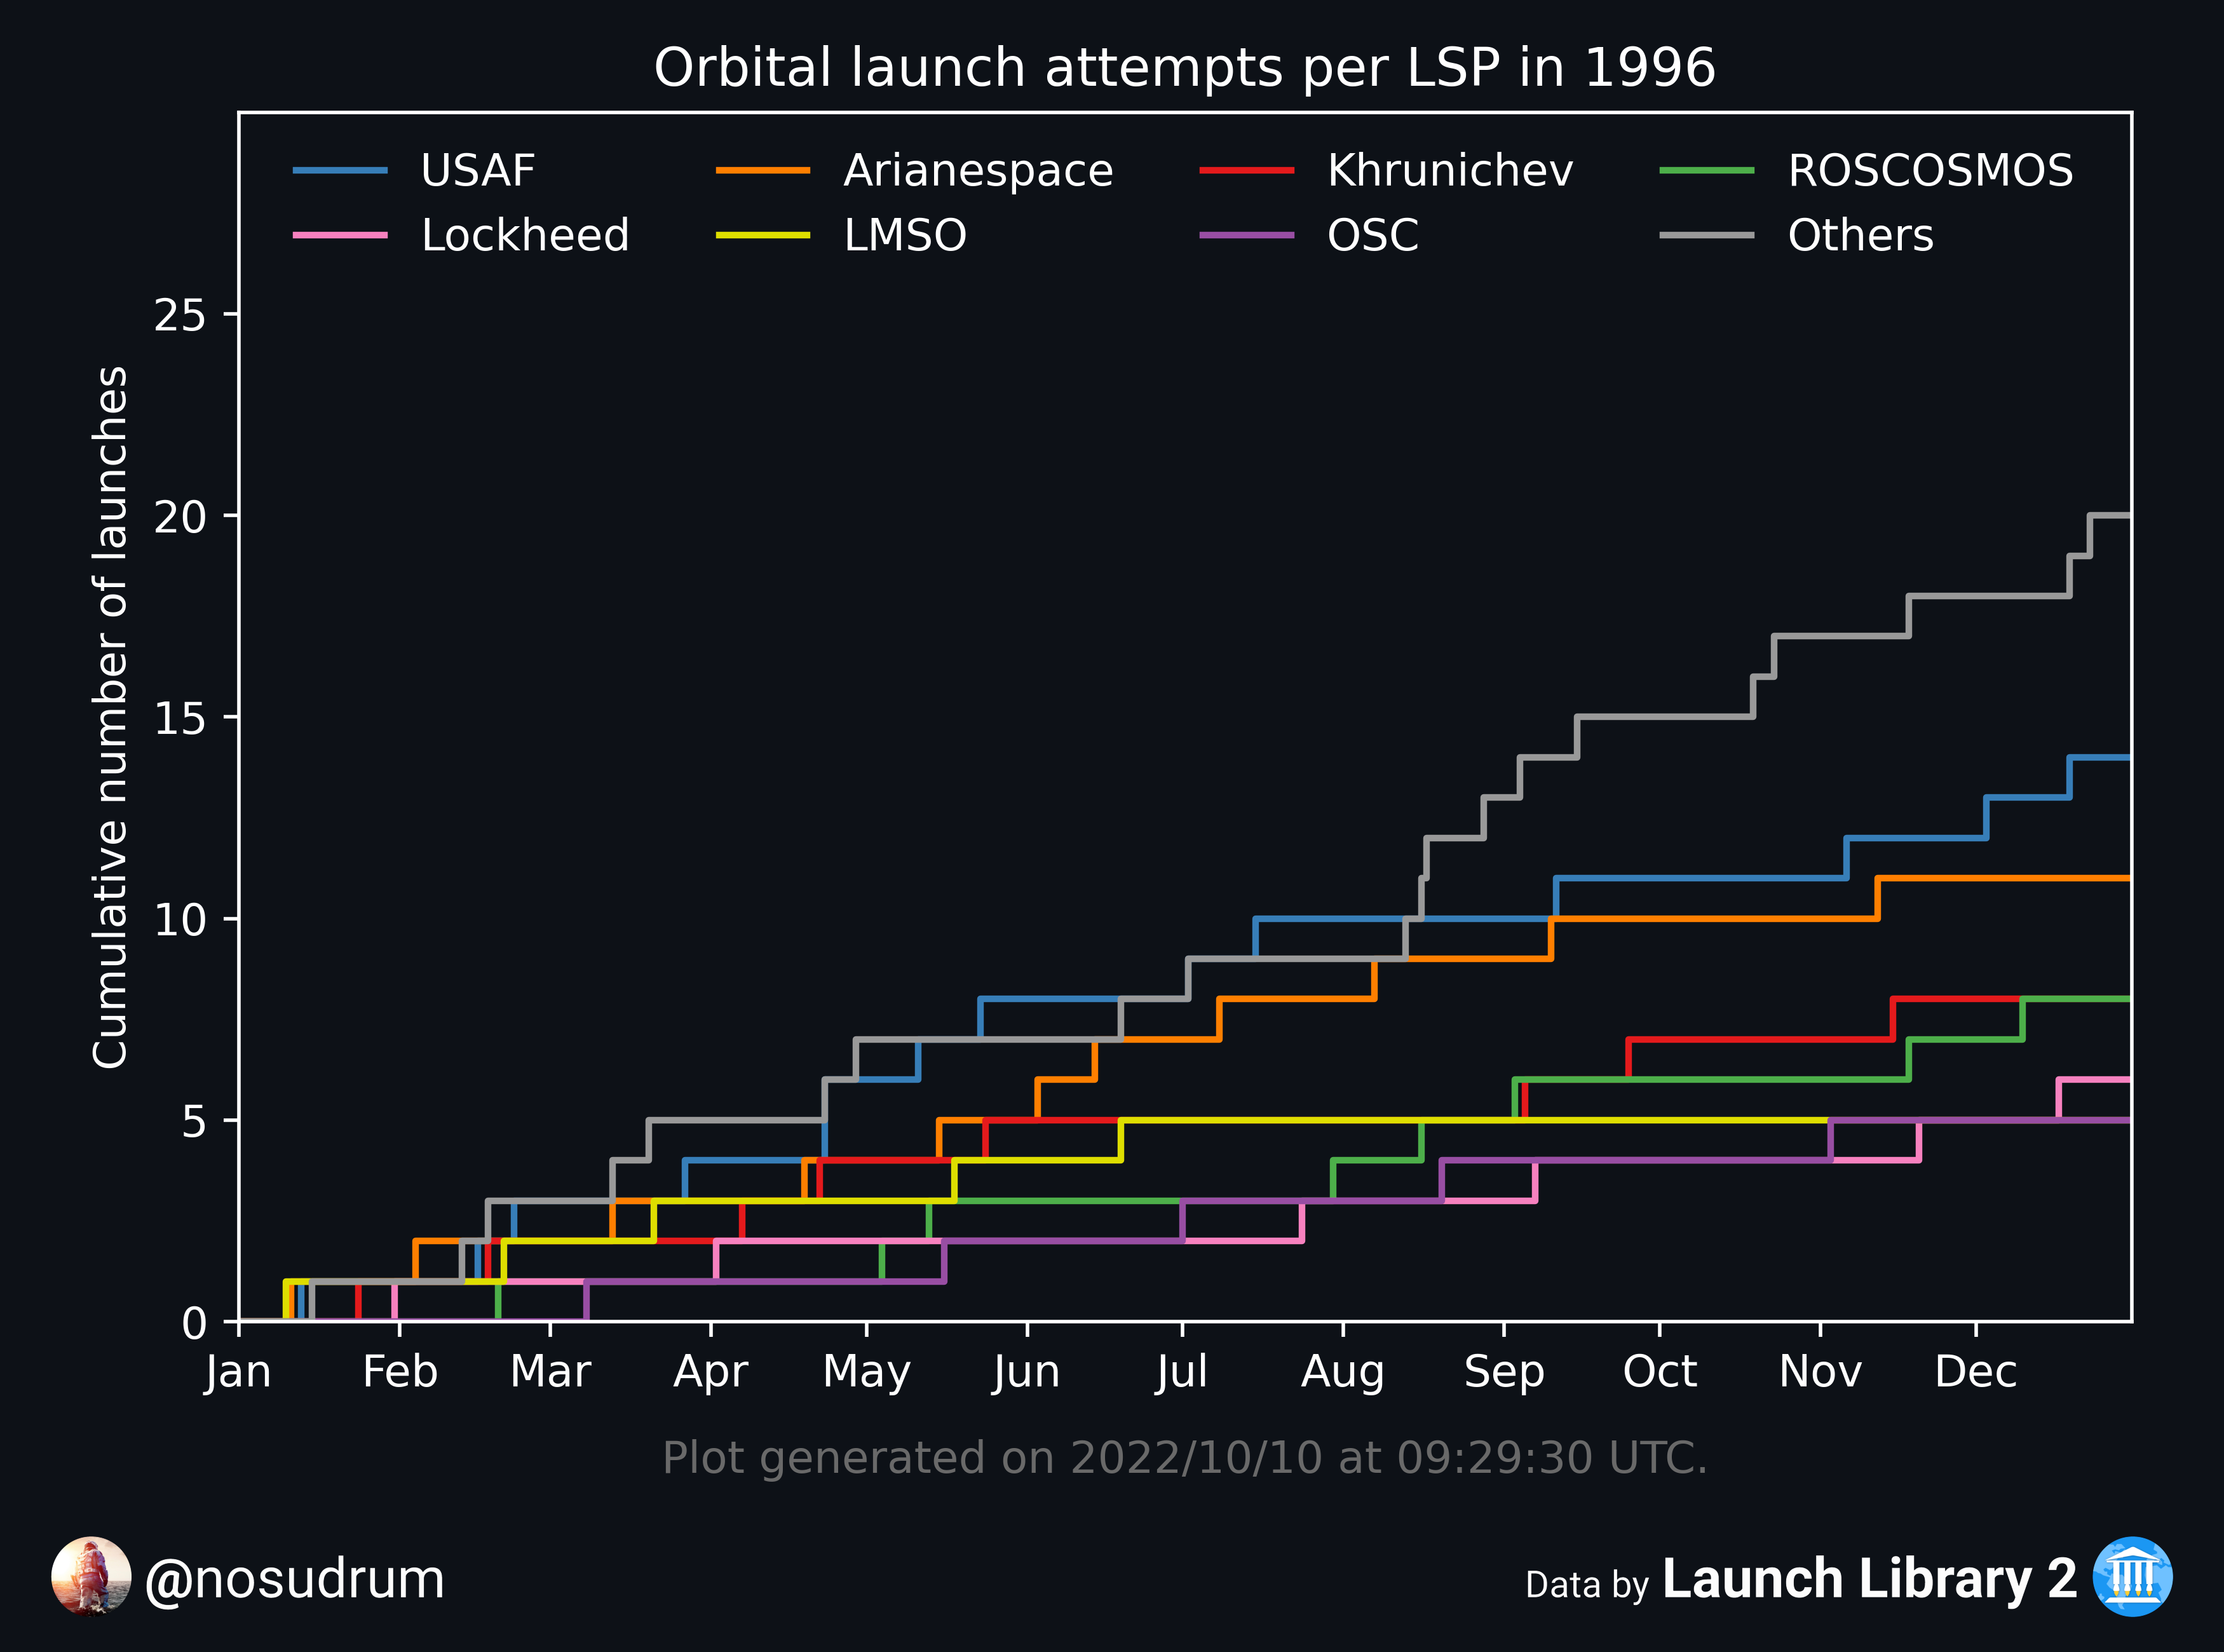 Orbital launch attempts per LSP in 1996
USAF Arianespace Khrunichev ROSCOSMOS
Lockheed LMSO OSC Others
Cumulative number of launches
25
20
15
10
5
0
Jan Feb Mar Apr May Jun Jul Aug Sep Oct Nov Dec
Plot generated on 2022/10/10 at 09:29:30 UTC.
@nosudrum
Data by Launch Library 2